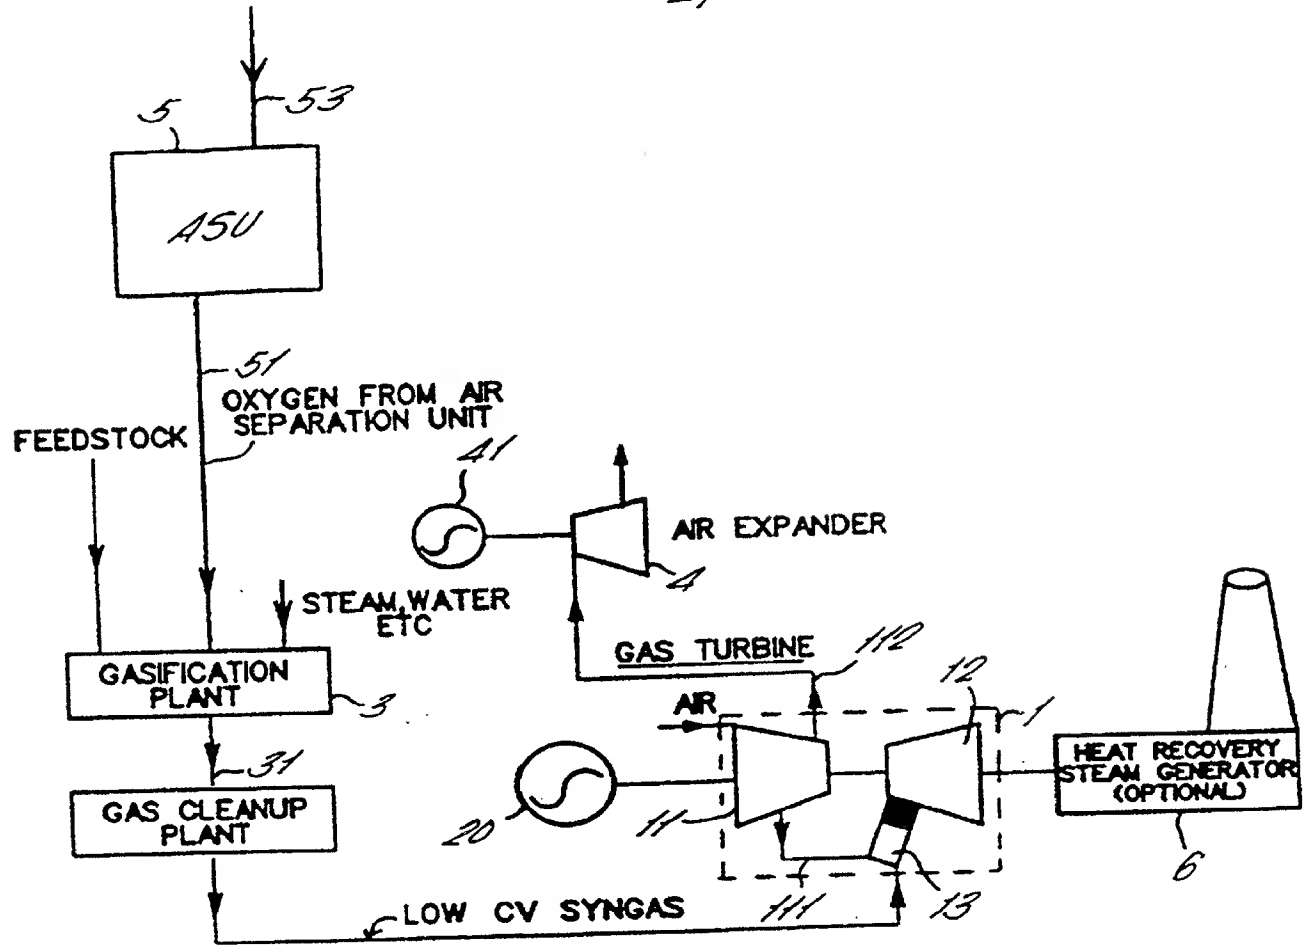 53
5
ASU
51
OXYGEN FROM AIR
SEPARATION UNIT
FEEDSTOCK
41
AIR EXPANDER
4
STEAM, WATER
ETC
GAS TURBINE
112
GASIFICATION
PLANT
3
AIR
12
1
HEAT RECOVERY
STEAM GENERATOR
(OPTIONAL)
31
GAS CLEANUP
PLANT
20
11
6
111
13
LOW CV SYNGAS